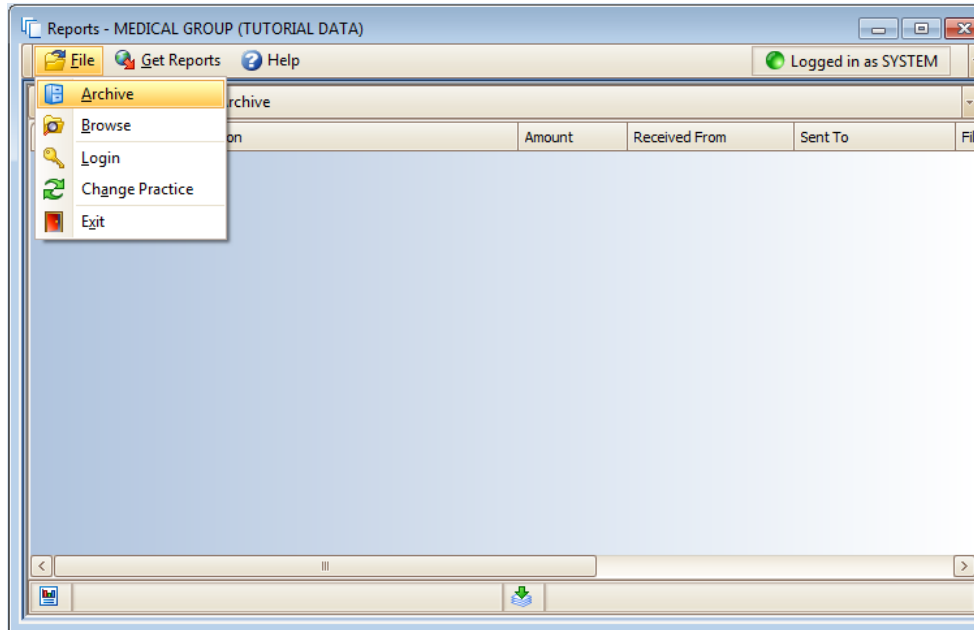 Reports - MEDICAL GROUP (TUTORIAL DATA)
File Get Reports Help Logged in as SYSTEM
Archive
rchive
Browse
on Amount Received From Sent To Fi
Login
Change Practice
Exit